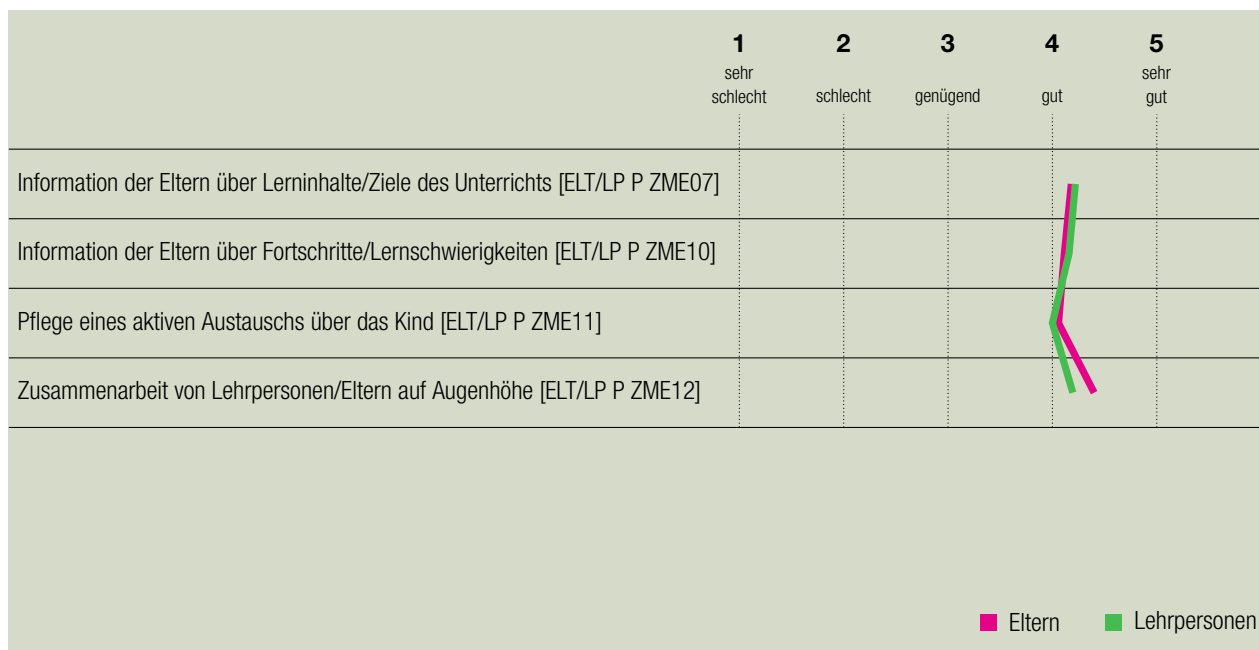 1 2 3 4 5
sehr schlecht schlecht genügend gut sehr gut
Information der Eltern über Lerninhalte/Ziele des Unterrichts [ELT/LP P ZME07]
Information der Eltern über Fortschritte/Lernschwierigkeiten [ELT/LP P ZME10]
Pflege eines aktiven Austauschs über das Kind [ELT/LP P ZME11]
Zusammenarbeit von Lehrpersonen/Eltern auf Augenhöhe [ELT/LP P ZME12]
Eltern Lehrpersonen